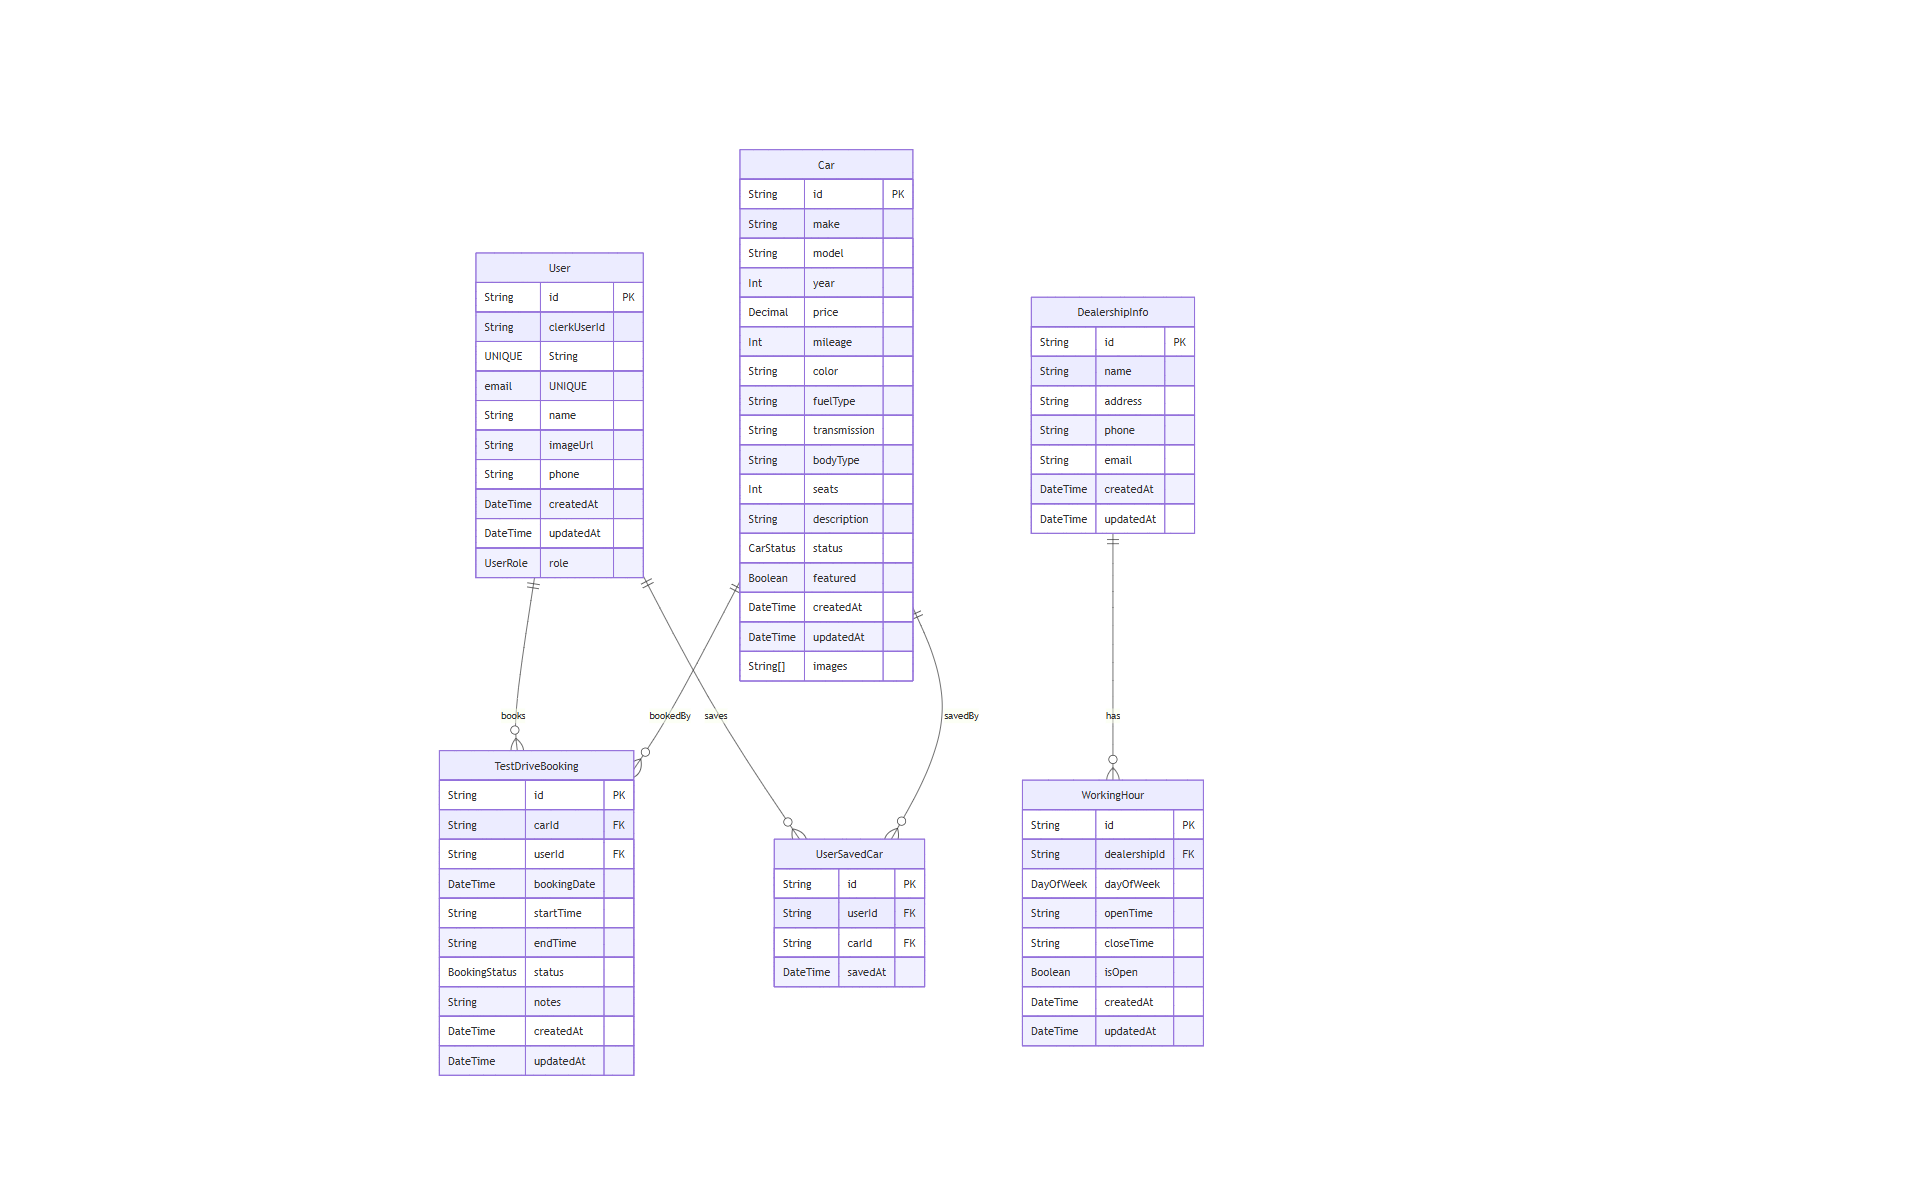 Car
String id PK
String make
String model
Int year
Decimal price
Int mileage
String color
String fuelType
String transmission
String bodyType
Int seats
String description
CarStatus status
Boolean featured
DateTime createdAt
DateTime updatedAt
String[] images
User
String id PK
String clerkUserId
UNIQUE String
email UNIQUE
String name
String imageUrl
String phone
DateTime createdAt
DateTime updatedAt
UserRole role
DealershipInfo
String id PK
String name
String address
String phone
String email
DateTime createdAt
DateTime updatedAt
books
bookedBy
saves
savedBy
has
TestDriveBooking
String id PK
String carId FK
String userId FK
DateTime bookingDate
String startTime
String endTime
BookingStatus status
String notes
DateTime createdAt
DateTime updatedAt
UserSavedCar
String id PK
String userId FK
String carId FK
DateTime savedAt
WorkingHour
String id PK
String dealershipId FK
DayOfWeek dayOfWeek
String openTime
String closeTime
Boolean isOpen
DateTime createdAt
DateTime updatedAt